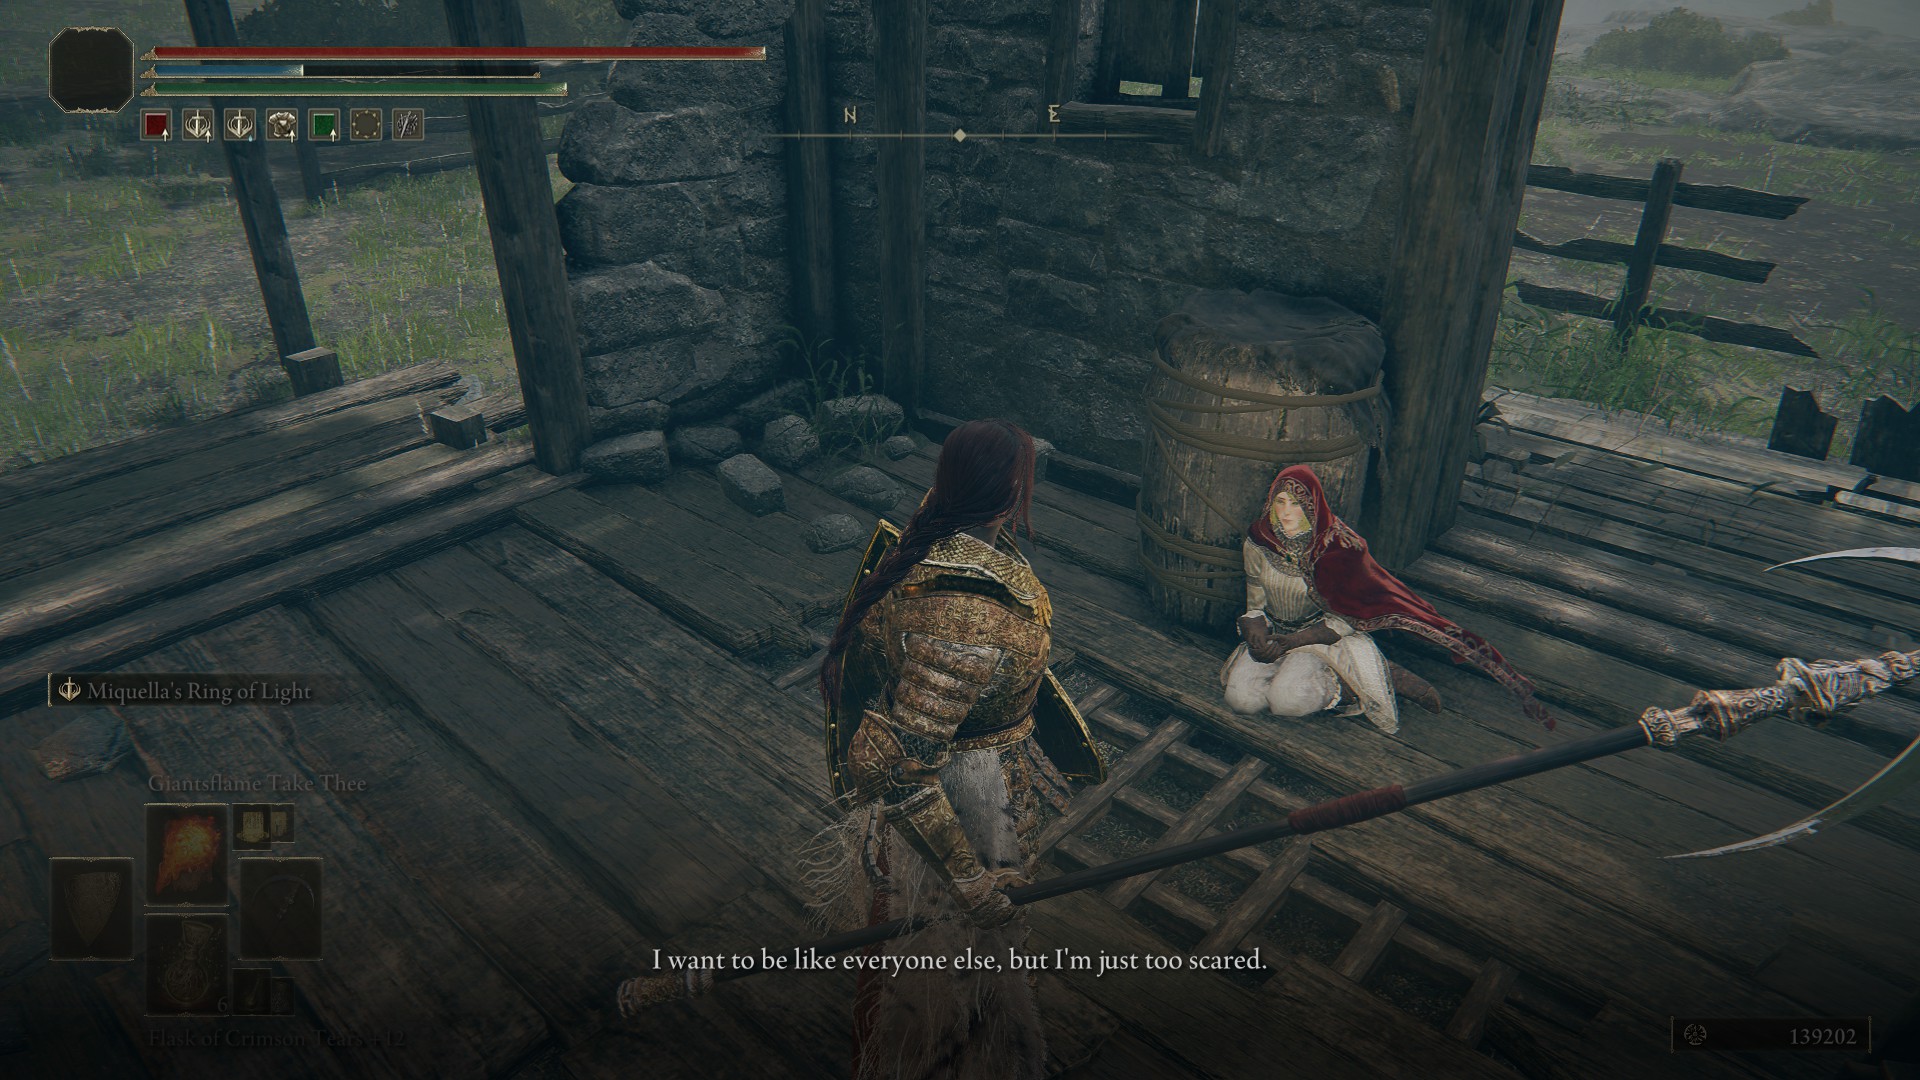 N
E
Miquella's Ring of Light
Giantsflame Take Thee
6
Flask of Crimson Tears +12
I want to be like everyone else, but I'm just too scared.
139202